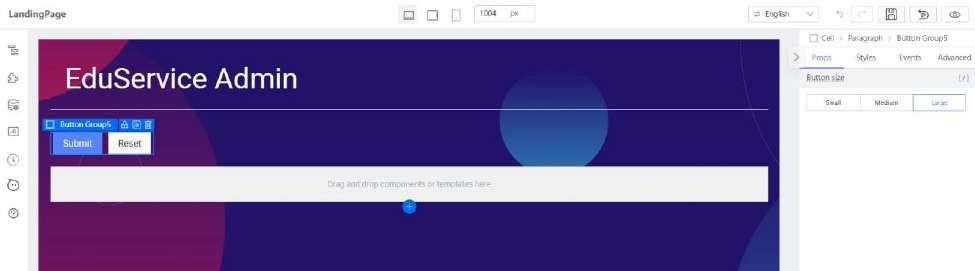 LandingPage
1004 px
English
Cell > Paragraph > Button Group5
Props Styles Events Advanced
Button size
Small Medium Large
EduService Admin
Button Group5
Submit Reset
Drag and drop components or templates here